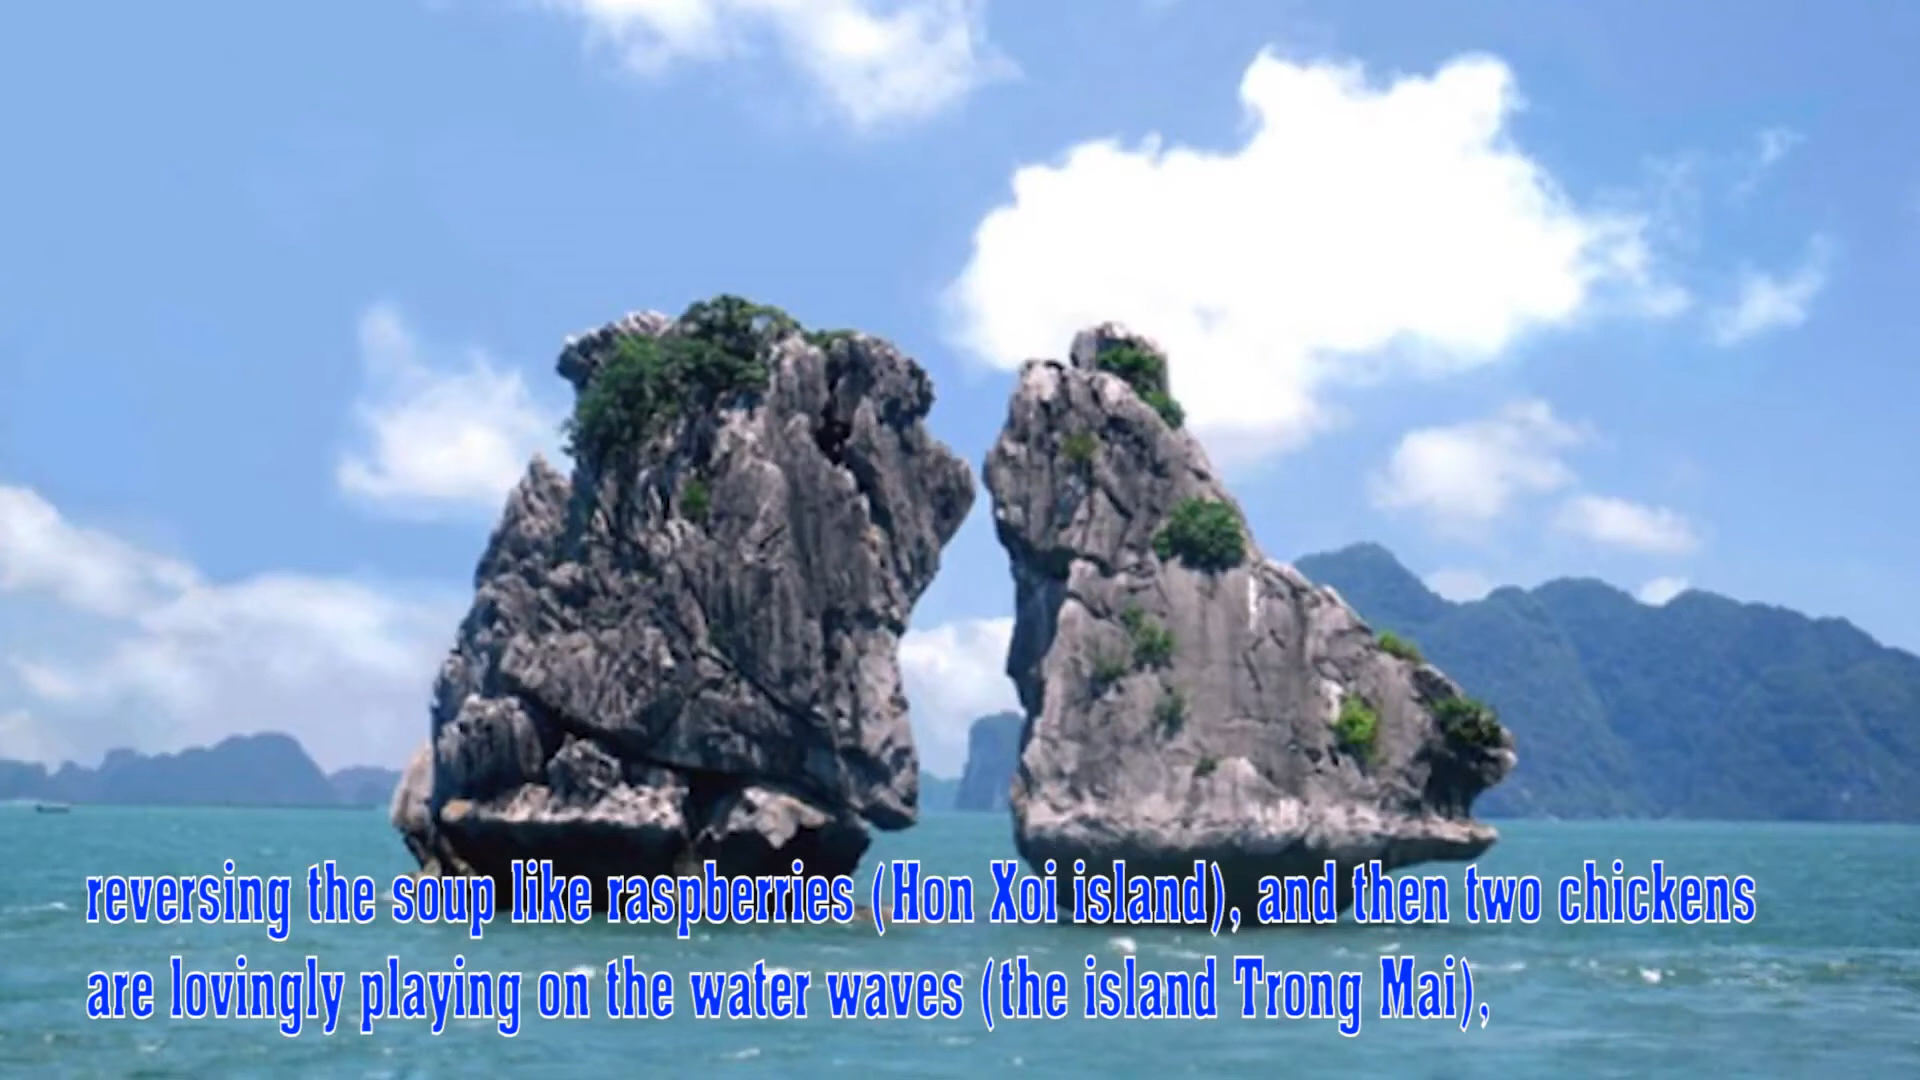 reversing the soup like raspberries (Hon Xoi island), and then two chickens
are lovingly playing on the water waves (the island Trong Mai),